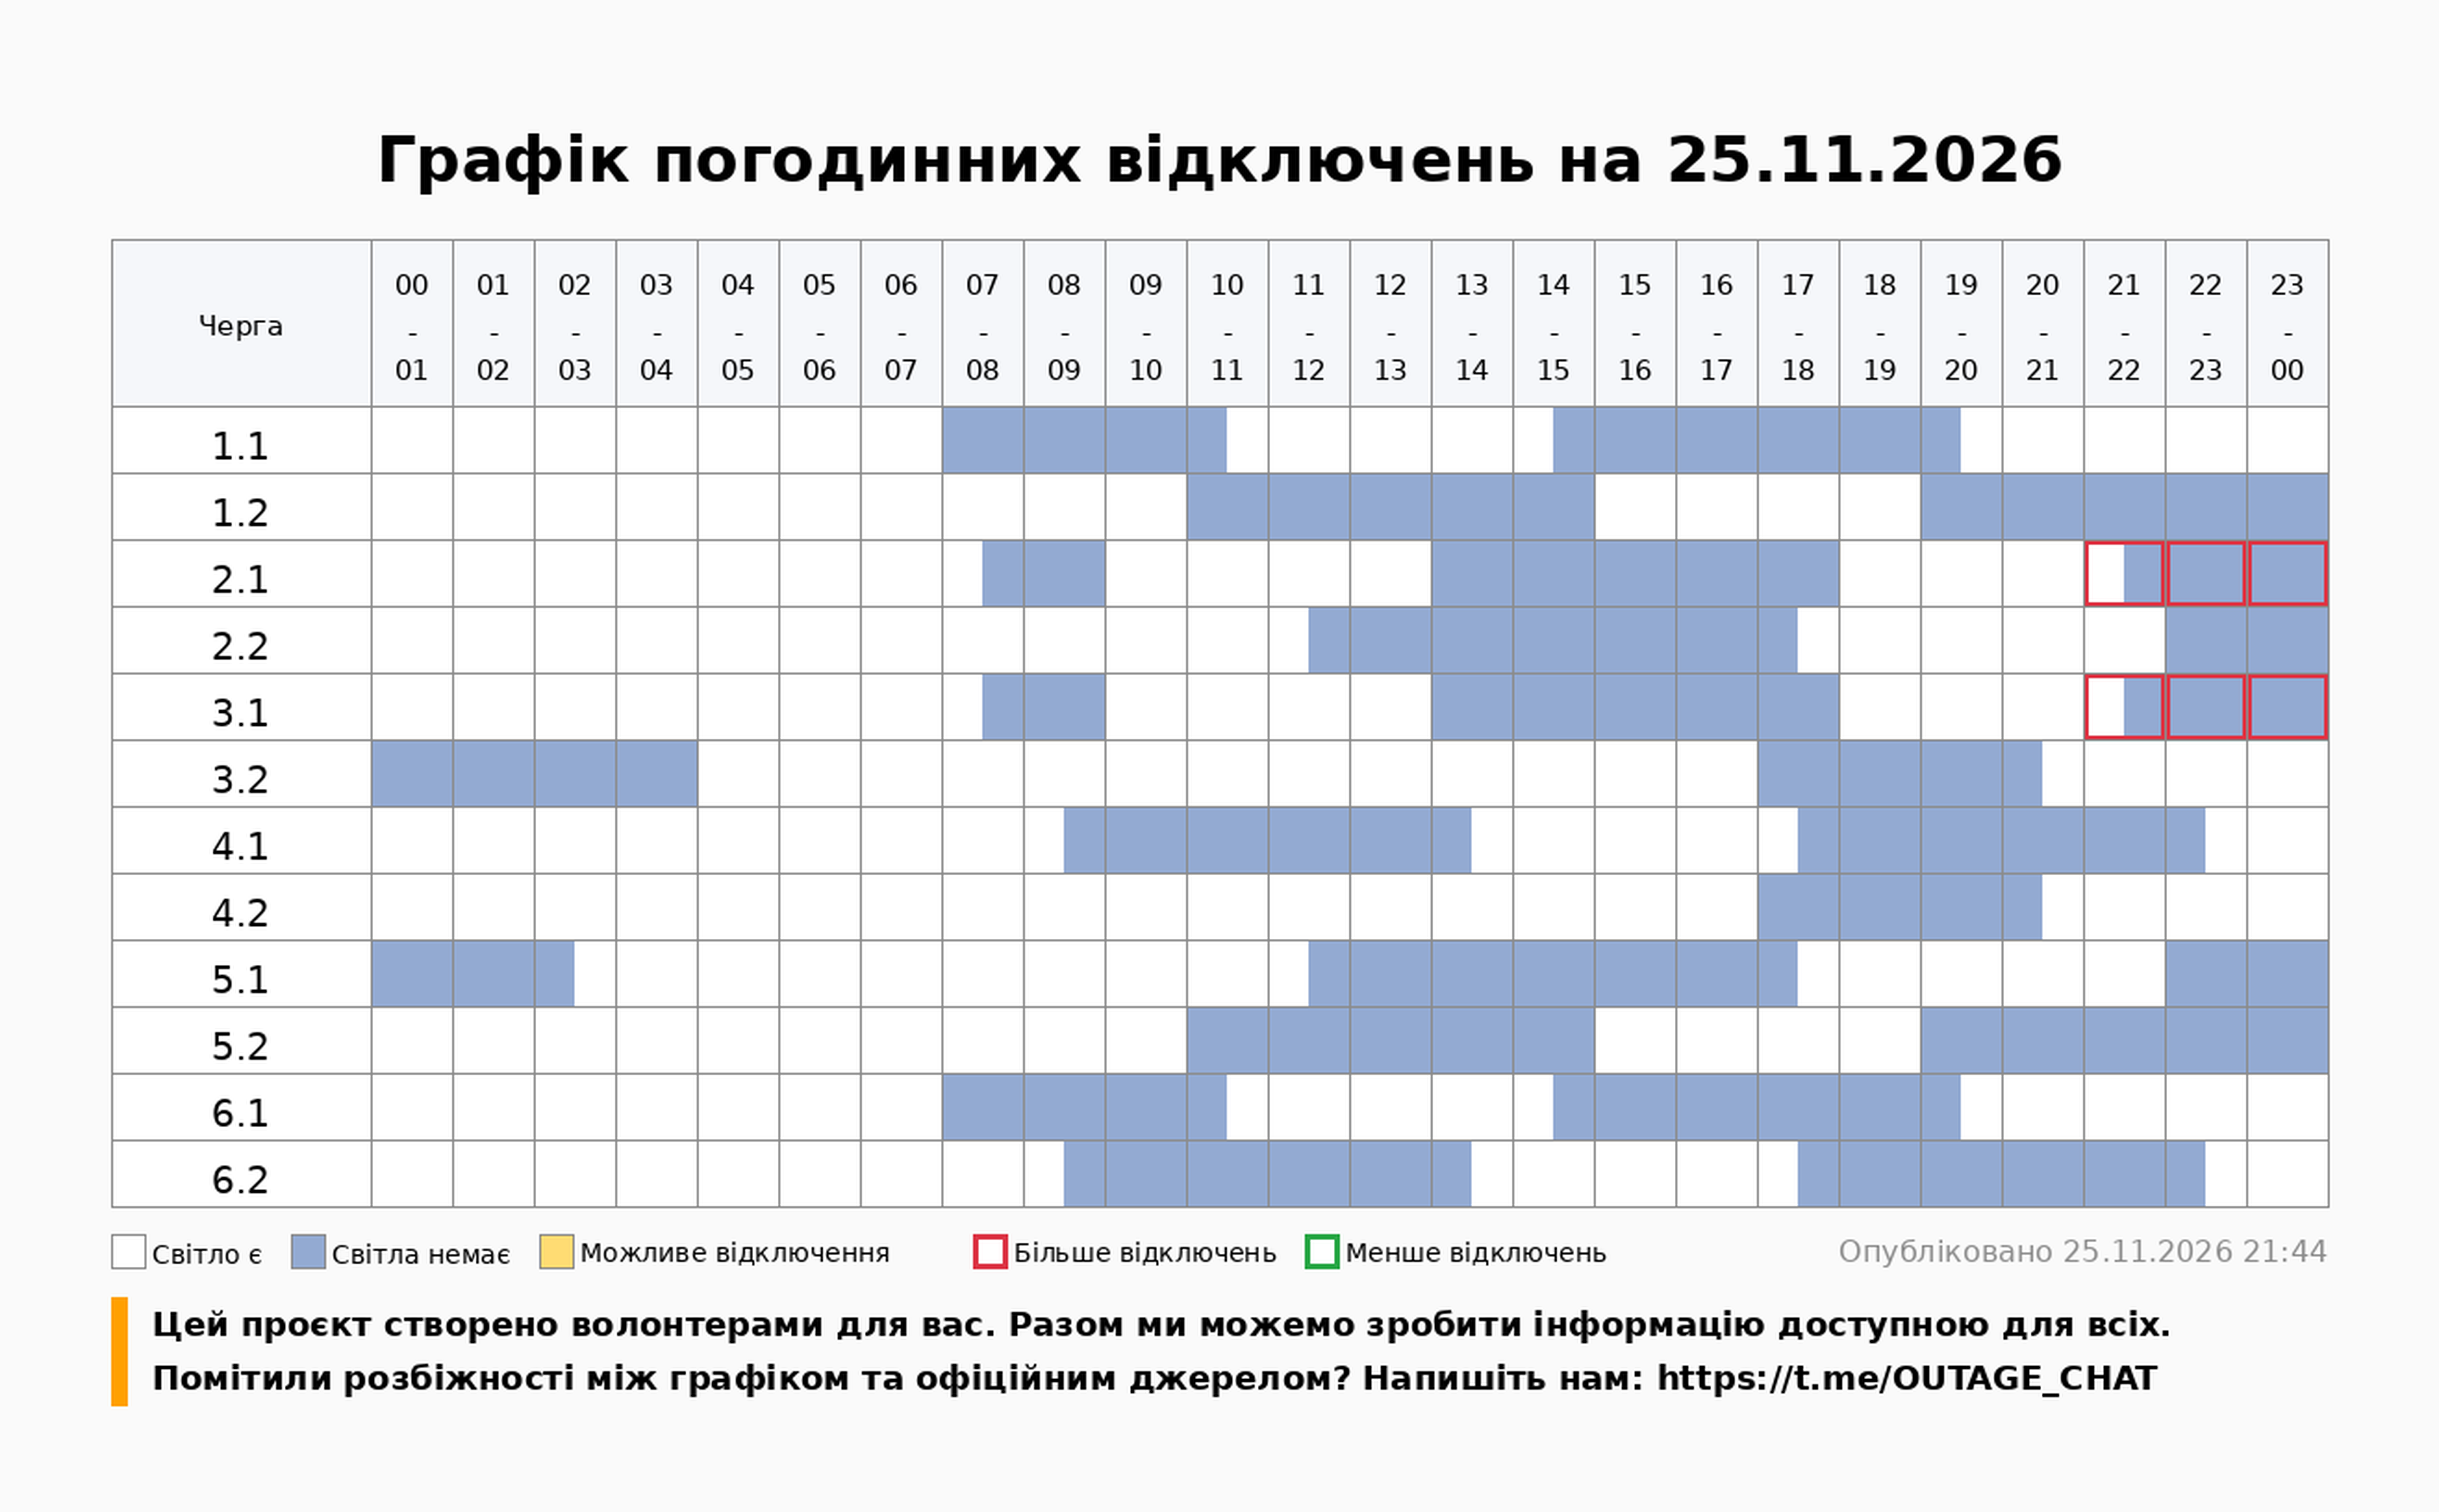 Графік погодинних відключень на 25.11.2026
Черга 00 - 01 01 - 02 02 - 03 03 - 04 04 - 05 05 - 06 06 - 07 07 - 08 08 - 09 09 - 10 10 - 11 11 - 12 12 - 13 13 - 14 14 - 15 15 - 16 16 - 17 17 - 18 18 - 19 19 - 20 20 - 21 21 - 22 22 - 23 23 - 00
1.1
1.2
2.1
2.2
3.1
3.2
4.1
4.2
5.1
5.2
6.1
6.2
Світло є Світла немає Можливе відключення Більше відключень Менше відключень Опубліковано 25.11.2026 21:44
Цей проєкт створено волонтерами для вас. Разом ми можемо зробити інформацію доступною для всіх.
Помітили розбіжності між графіком та офіційним джерелом? Напишіть нам: https://t.me/OUTAGE_CHAT